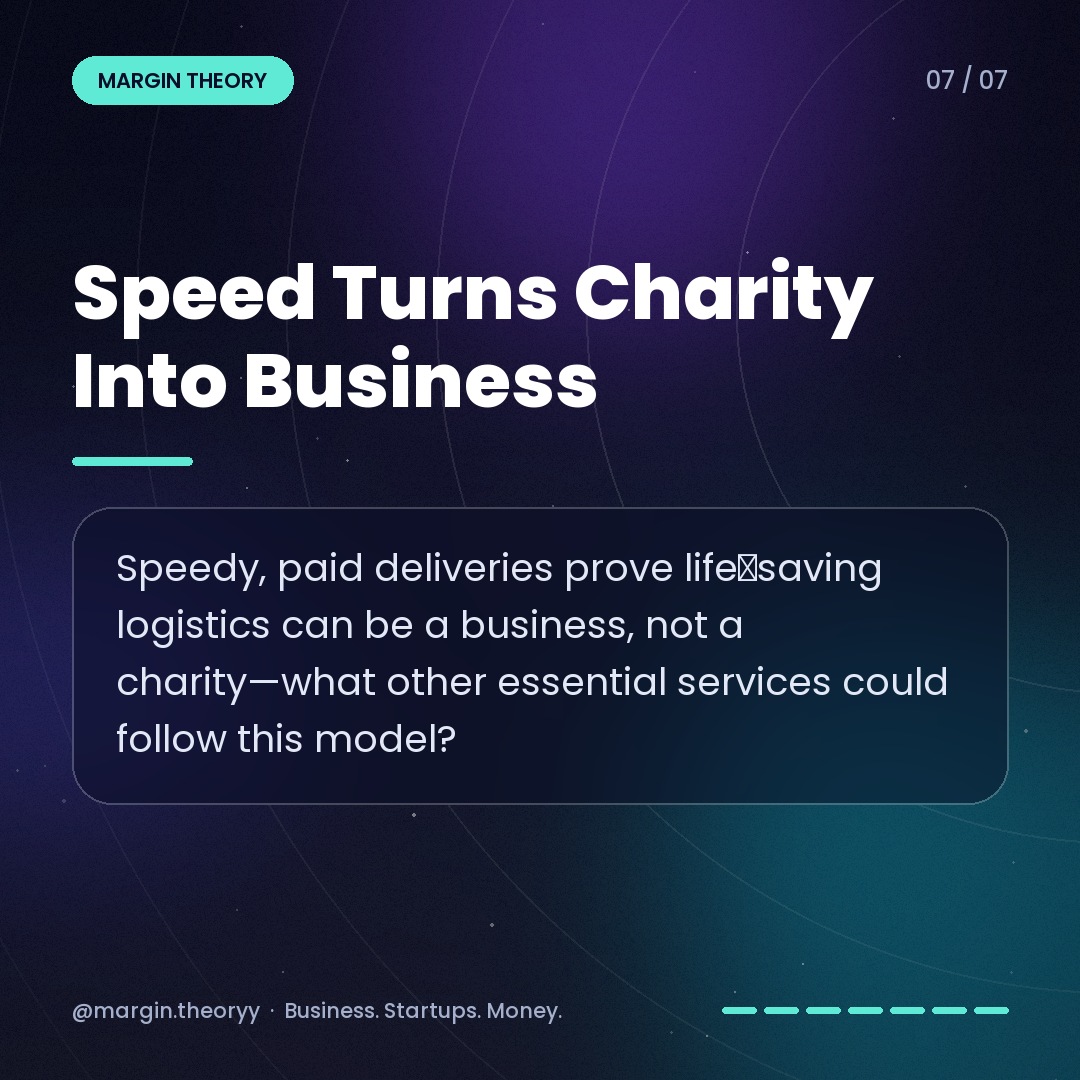 MARGIN THEORY
07 / 07
Speed Turns Charity
Into Business
Speedy, paid deliveries prove life☒saving
logistics can be a business, not a
charity—what other essential services could
follow this model?
@margin.theoryy · Business. Startups. Money.